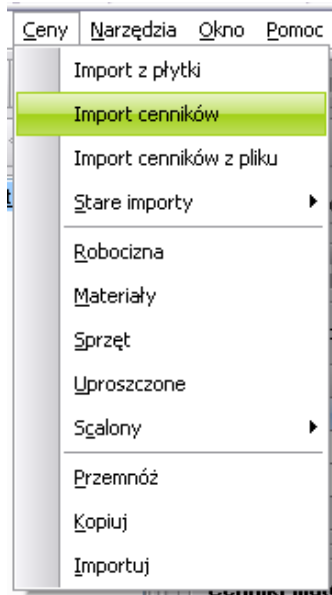 Ceny Narzędzia Okno Pomoc
Import z płytki
Import cenników
Import cenników z pliku
Stare importy
Robocizna
Materiały
Sprzęt
Uproszczone
Scalony
Przemnóż
Kopiuj
Importuj